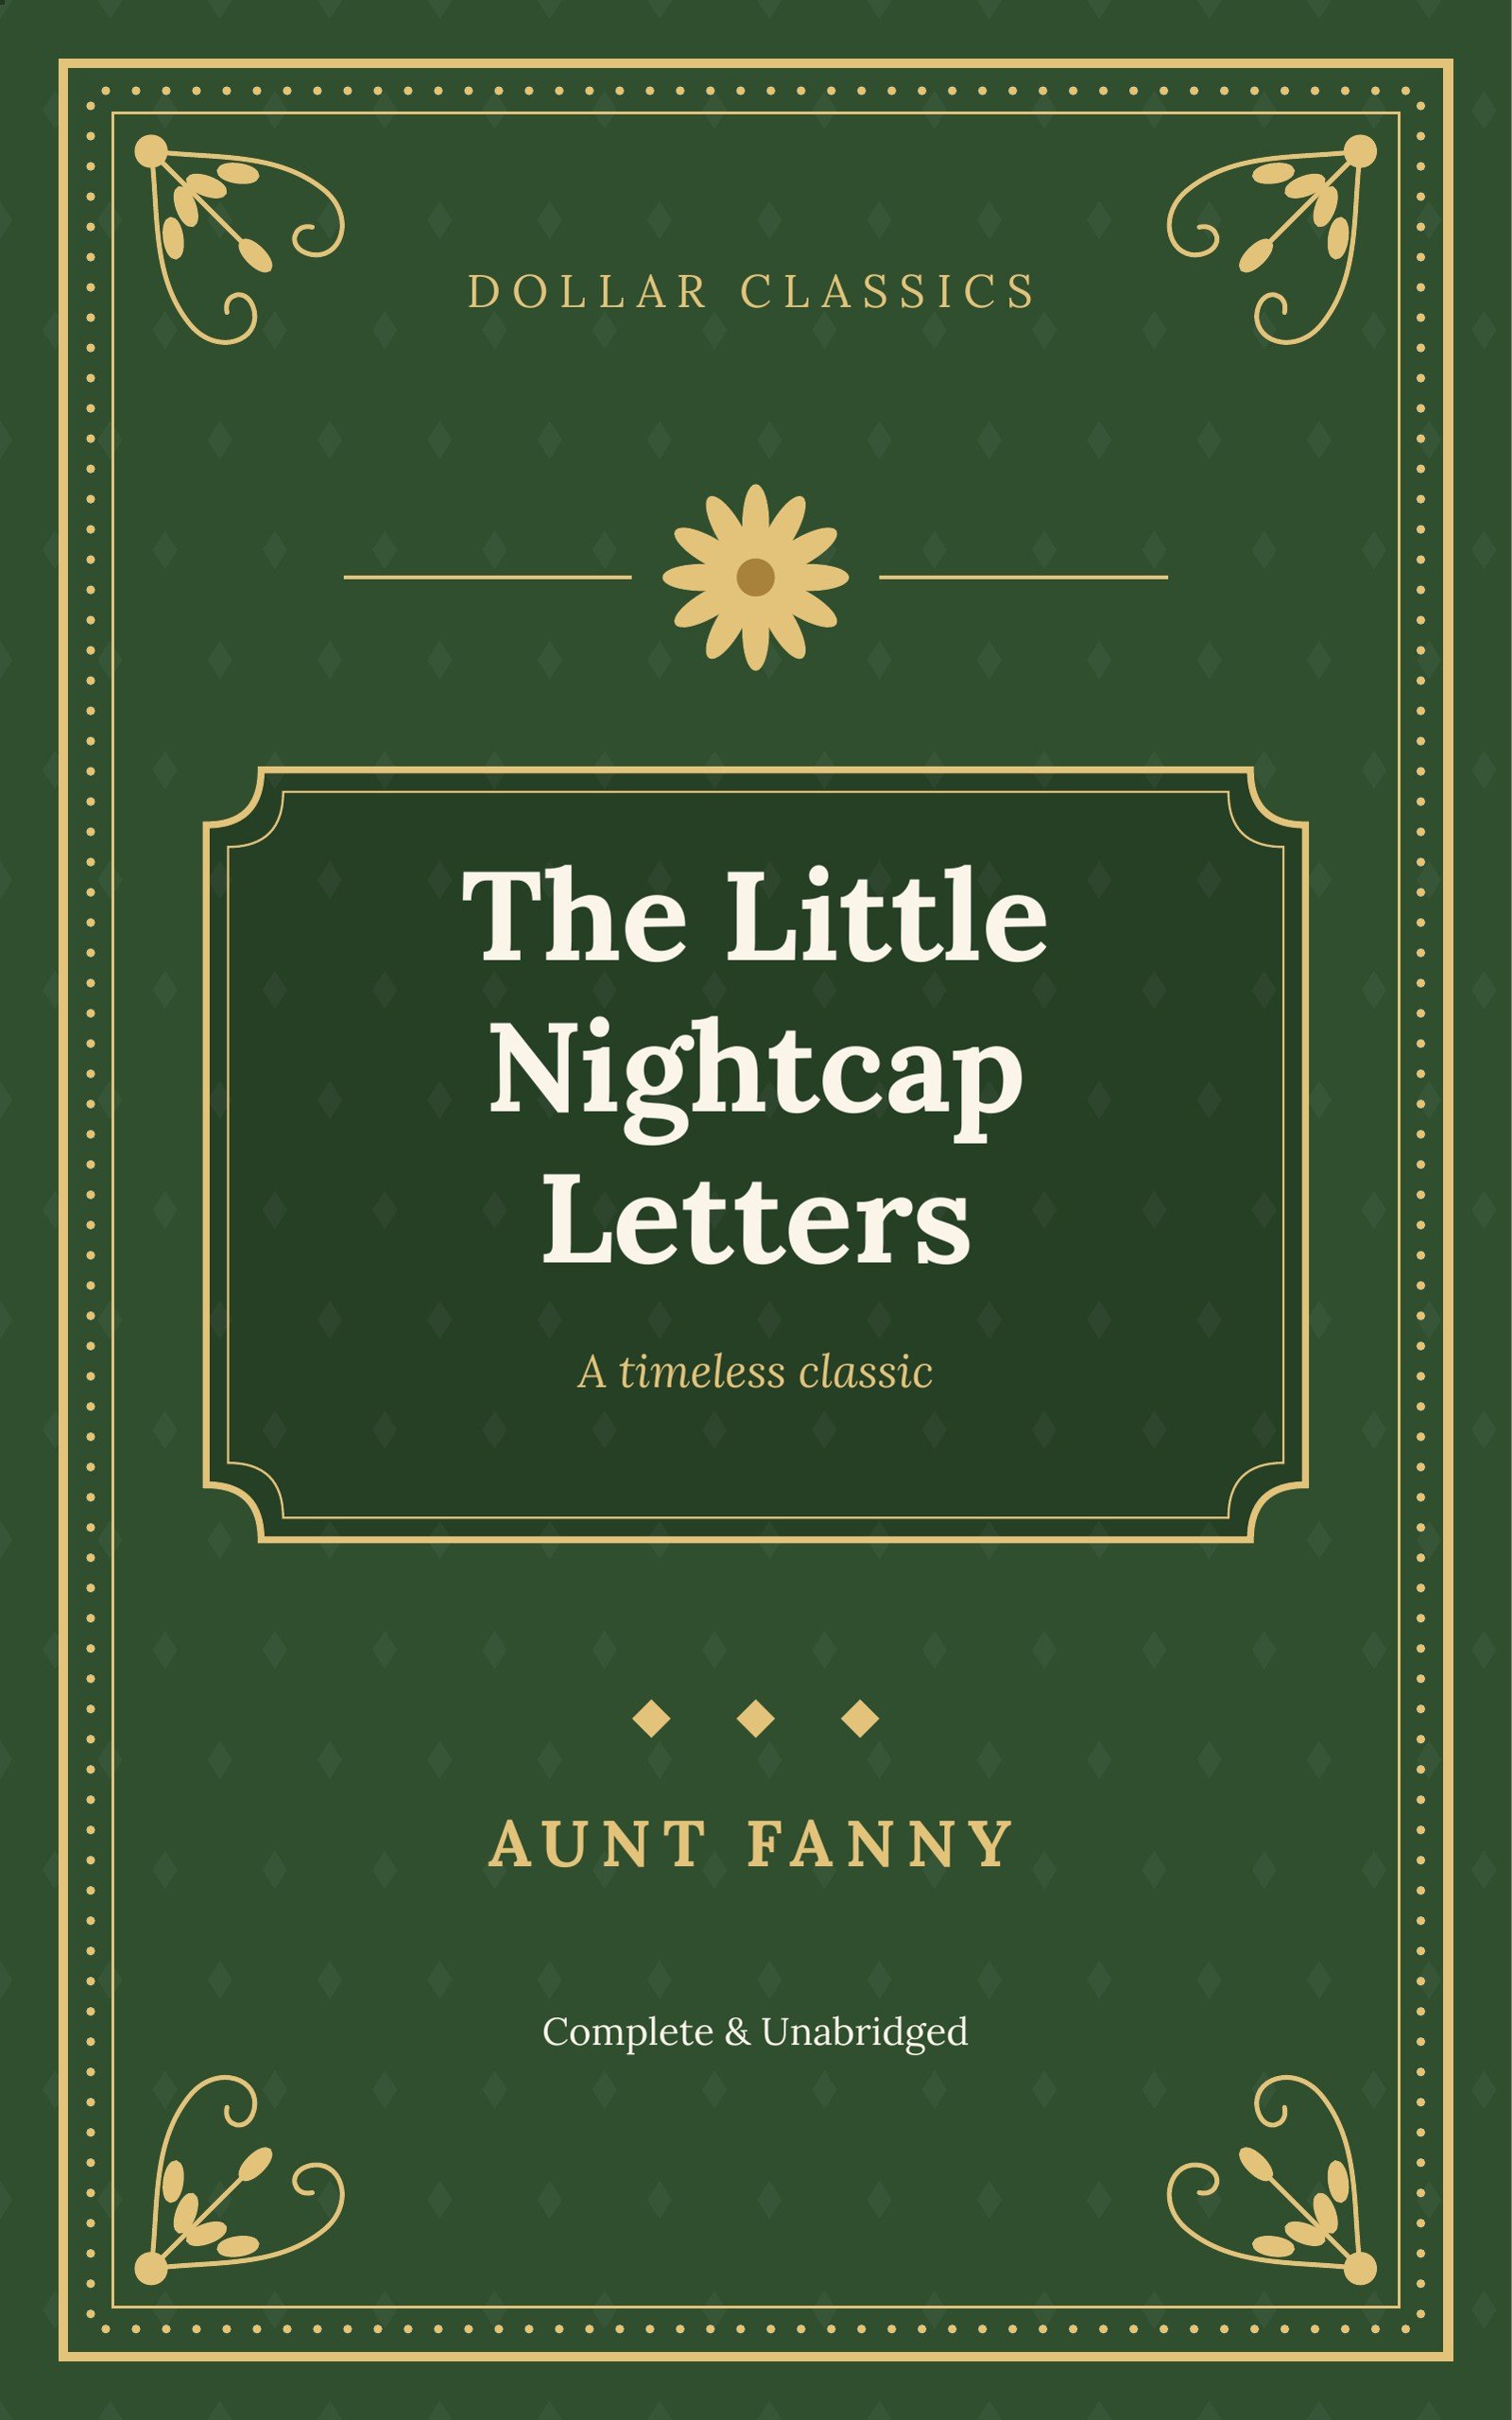 DOLLAR CLASSICS
The Little
Nightcap
Letters
A timeless classic
AUNT FANNY
Complete & Unabridged